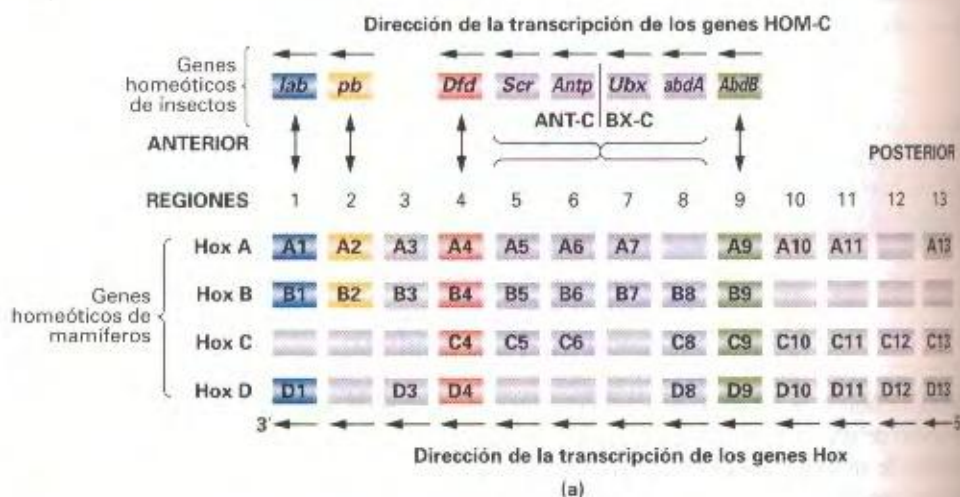 Dirección de la transcripción de los genes HOM-C
Genes
homeóticos
de insectos
lab pb Dfd Scr Antp Ubx abdA AbdB
ANT-C BX-C
ANTERIOR
POSTERIOR
REGIONES 1 2 3 4 5 6 7 8 9 10 11 12 13
Genes
homeóticos de
mamíferos
Hox A A1 A2 A3 A4 A5 A6 A7 A9 A10 A11 A13
Hox B B1 B2 B3 B4 B5 B6 B7 B8 B9
Hox C C4 C5 C6 C8 C9 C10 C11 C12 C13
Hox D D1 D3 D4 D8 D9 D10 D11 D12 D13
3'
Dirección de la transcripción de los genes Hox
(a)